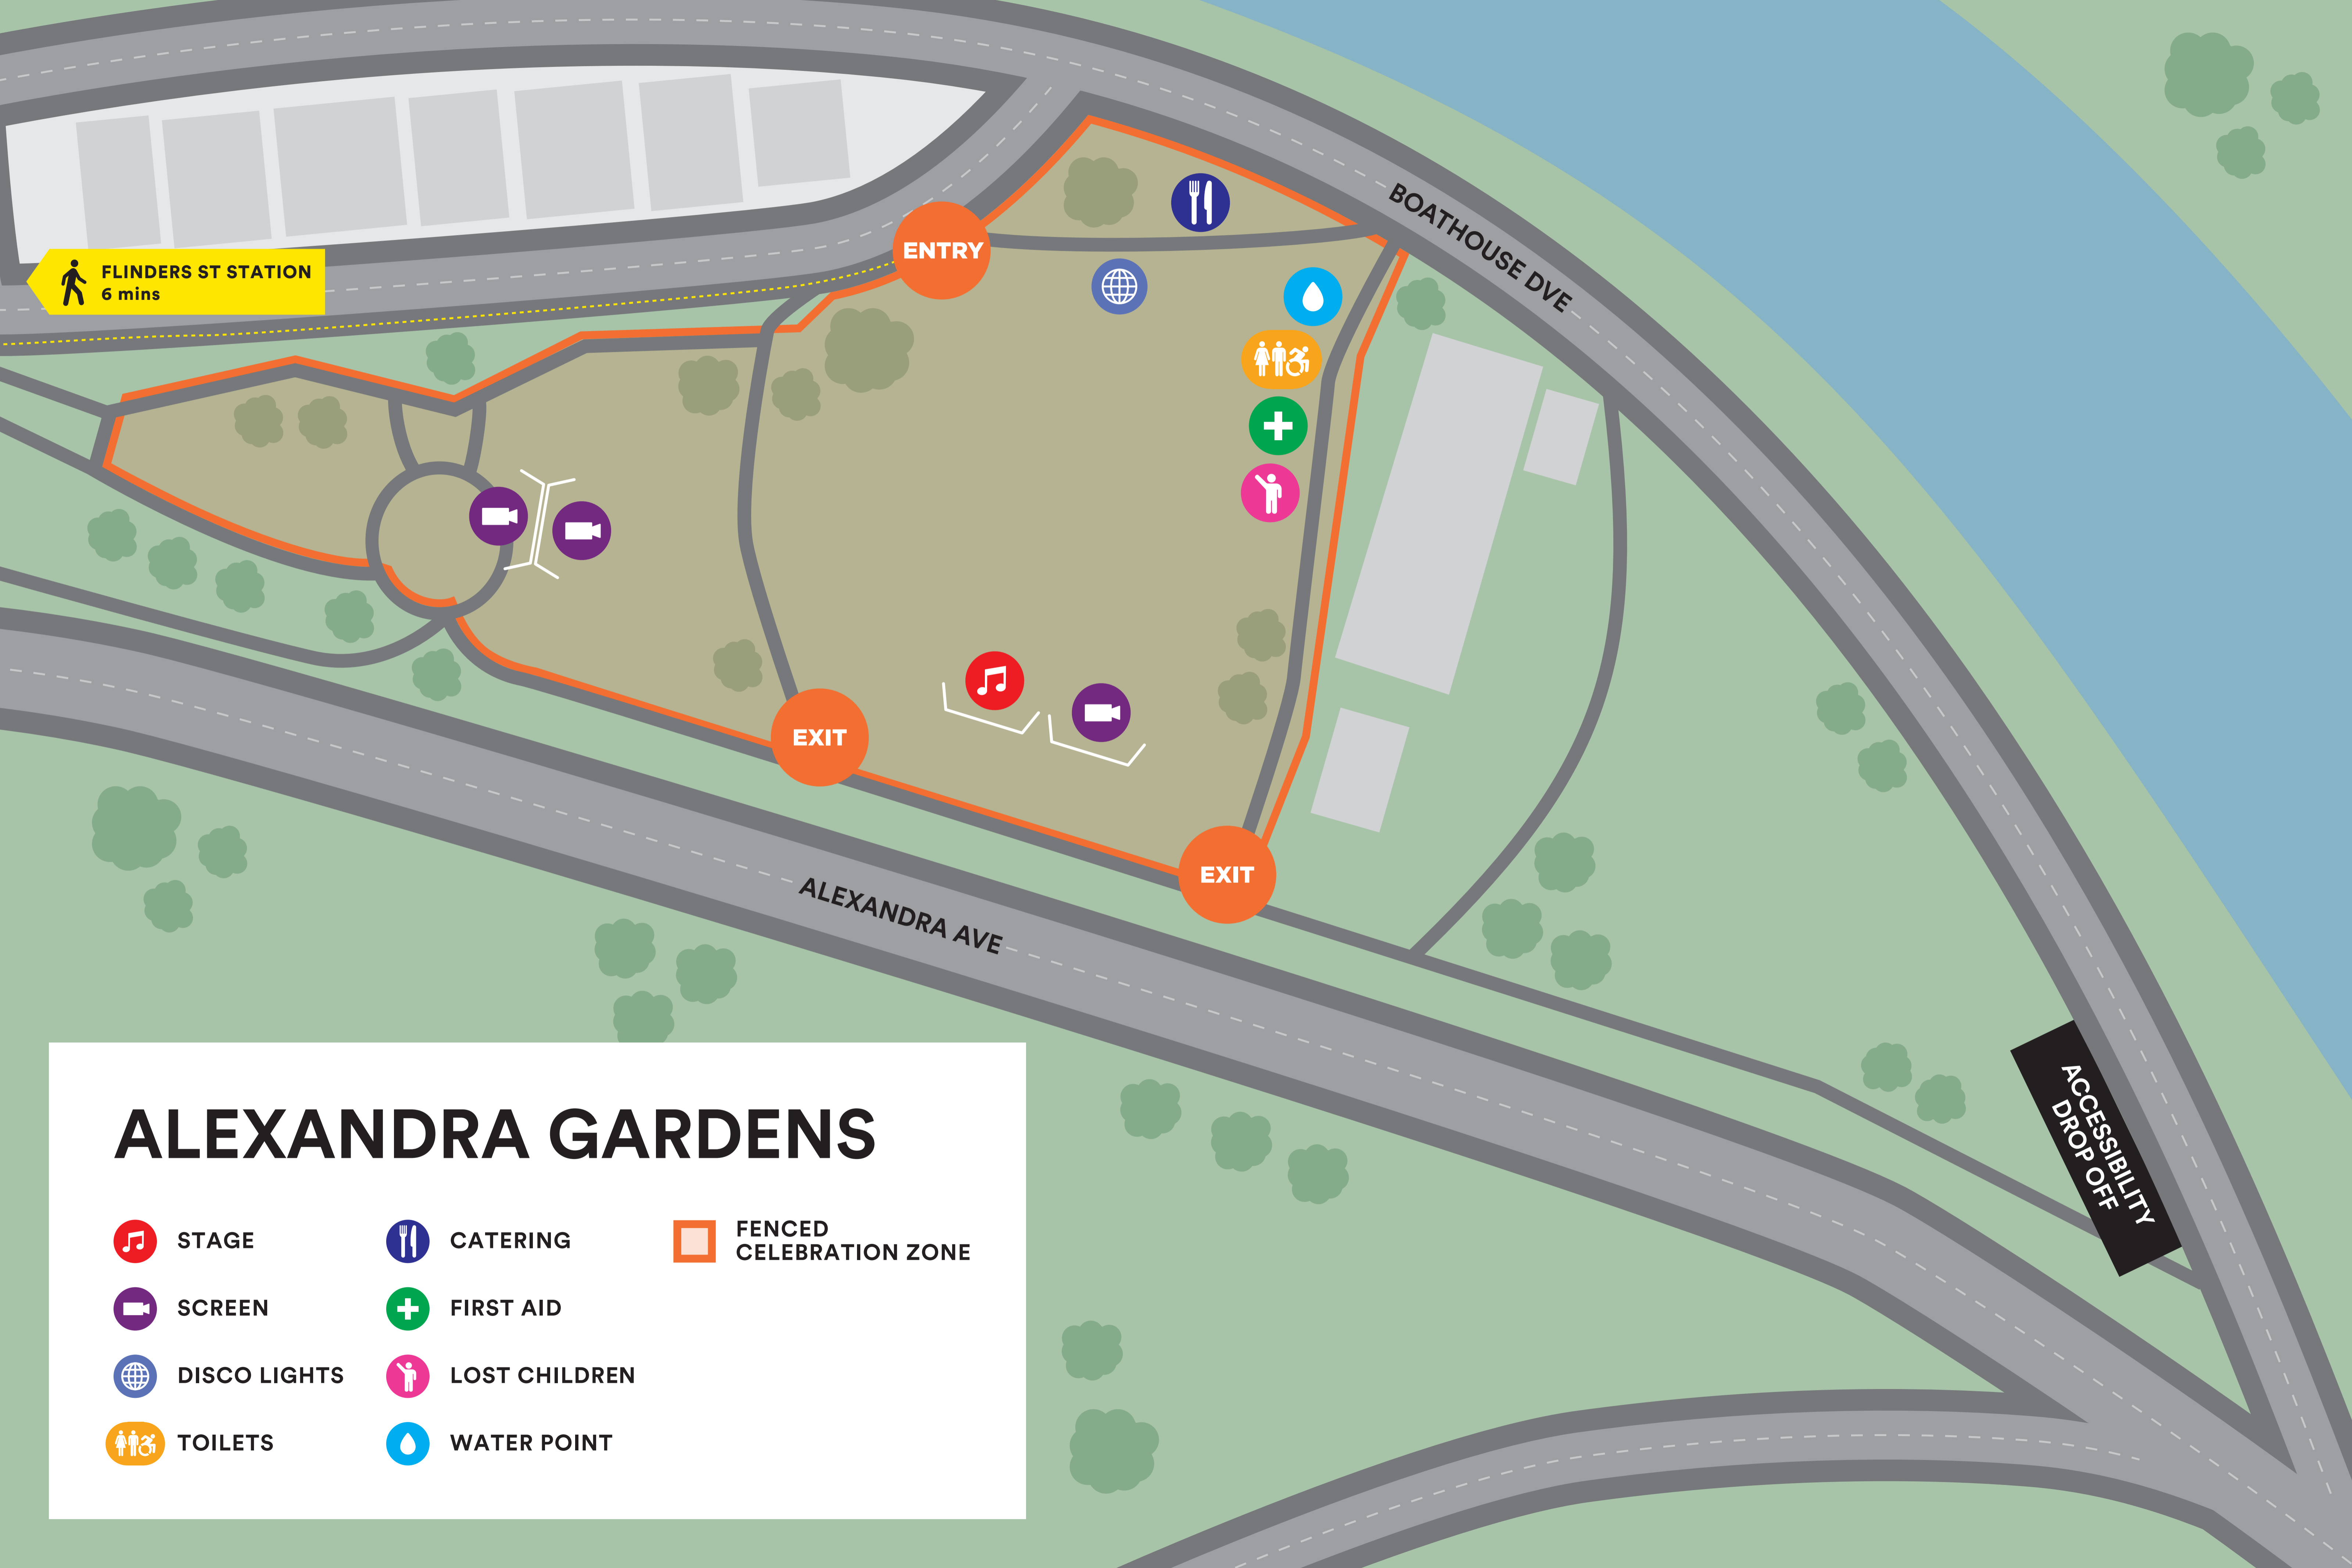 BOATHOUSE DVE
ENTRY
FLINDERS ST STATION
6 mins
EXIT
EXIT
ALEXANDRA AVE
ACCESSIBILITY
DROP OFF
ALEXANDRA GARDENS
STAGE
SCREEN
DISCO LIGHTS
TOILETS
CATERING
FIRST AID
LOST CHILDREN
WATER POINT
FENCED
CELEBRATION ZONE